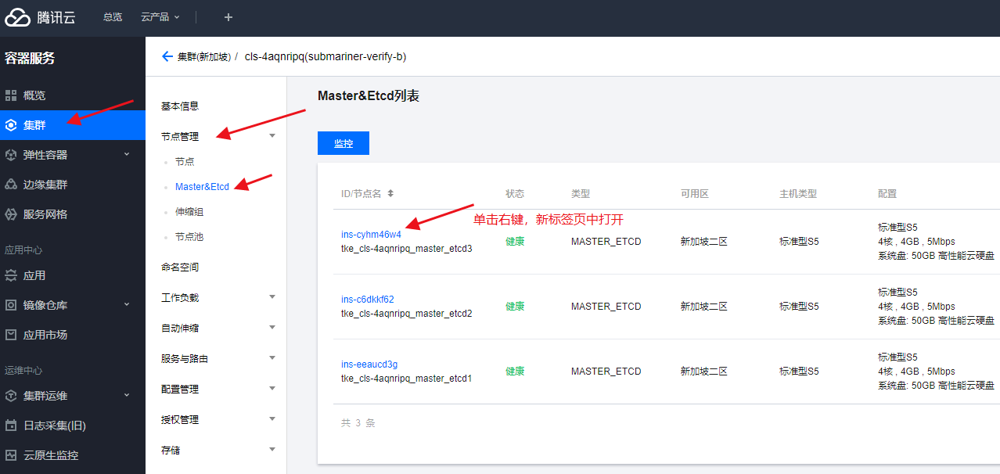 腾讯云 总览 云产品 +
容器服务
概览
集群
弹性容器
边缘集群
服务网格
应用中心
应用
镜像仓库
应用市场
运维中心
集群运维
日志采集(旧)
云原生监控
集群(新加坡) / cls-4aqnripq(submariner-verify-b)
基本信息
节点管理
节点
Master&Etcd
伸缩组
节点池
命名空间
工作负载
自动伸缩
服务与路由
配置管理
授权管理
存储
Master&Etcd列表
监控
ID/节点名 状态 类型 可用区 主机类型 配置
单击右键，新标签页中打开
ins-cyhm46w4
tke_cls-4aqnripq_master_etcd3
健康 MASTER_ETCD 新加坡二区 标准型S5
标准型S5
4核 , 4GB , 5Mbps
系统盘: 50GB 高性能云硬盘
ins-c6dkkf62
tke_cls-4aqnripq_master_etcd2
健康 MASTER_ETCD 新加坡二区 标准型S5
标准型S5
4核 , 4GB , 5Mbps
系统盘: 50GB 高性能云硬盘
ins-eeaucd3g
tke_cls-4aqnripq_master_etcd1
健康 MASTER_ETCD 新加坡二区 标准型S5
标准型S5
4核 , 4GB , 5Mbps
系统盘: 50GB 高性能云硬盘
共 3 条